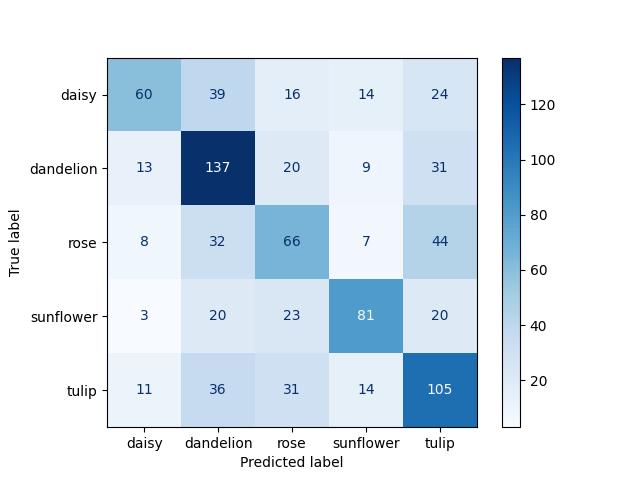 daisy 60 39 16 14 24
dandelion 13 137 20 9 31
rose 8 32 66 7 44
sunflower 3 20 23 81 20
tulip 11 36 31 14 105
daisy dandelion rose sunflower tulip
Predicted label
True label
120
100
80
60
40
20